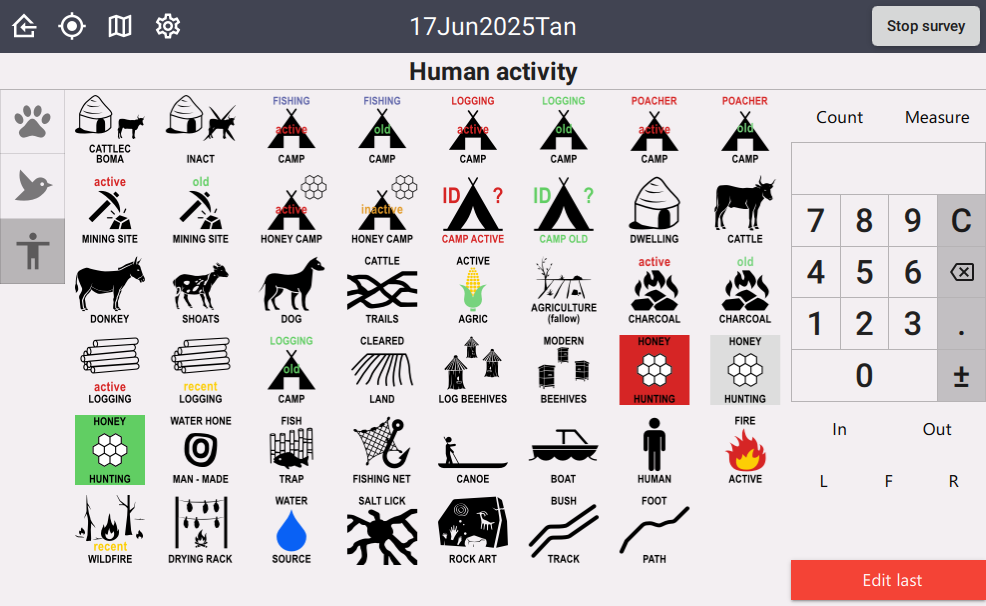 17Jun2025Tan
Stop survey
Human activity
CATTLEC
BOMA
INACT
FISHING
active
CAMP
FISHING
old
CAMP
LOGGING
active
CAMP
LOGGING
old
CAMP
POACHER
active
CAMP
POACHER
old
CAMP
Count
Measure
active
MINING SITE
old
MINING SITE
active
HONEY CAMP
inactive
HONEY CAMP
ID ?
CAMP ACTIVE
ID ?
CAMP OLD
DWELLING
CATTLE
7 8 9 C
DONKEY
SHOATS
DOG
CATTLE
TRAILS
ACTIVE
AGRIC
AGRICULTURE
(fallow)
active
CHARCOAL
old
CHARCOAL
4 5 6
1 2 3 .
active
LOGGING
recent
LOGGING
LOGGING
old
CAMP
CLEARED
LAND
LOG BEEHIVES
MODERN
BEEHIVES
HONEY
HUNTING
HONEY
HUNTING
0 ±
HONEY
HUNTING
WATER HONE
MAN - MADE
FISH
TRAP
FISHING NET
CANOE
BOAT
HUMAN
FIRE
ACTIVE
In
Out
L F R
recent
WILDFIRE
DRYING RACK
WATER
SOURCE
SALT LICK
ROCK ART
BUSH
TRACK
FOOT
PATH
Edit last